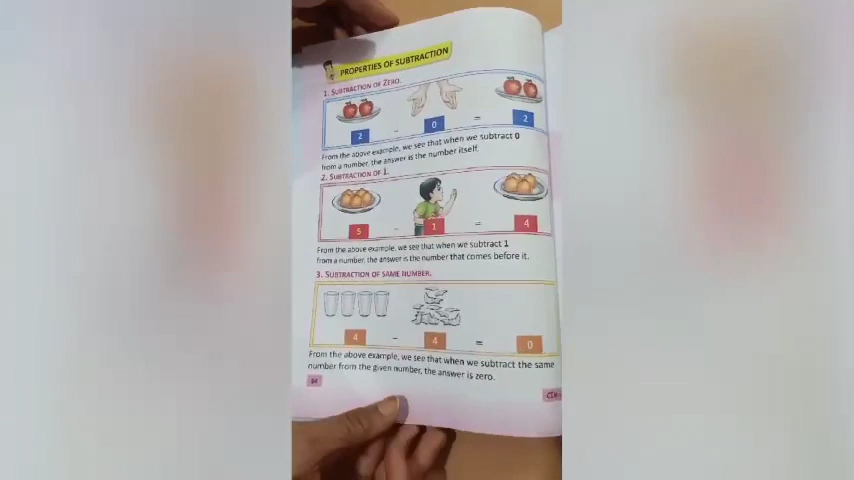 PROPERTIES OF SUBTRACTION
1. SUBTRACTION OF ZERO.
2 - 0 = 2
From the above example, we see that when we subtract 0
from a number, the answer is the number itself.
2. SUBTRACTION OF 1.
5 - 1 = 4
From the above example, we see that when we subtract 1
from a number, the answer is the number that comes before it.
3. SUBTRACTION OF SAME NUMBER.
4 - 4 = 0
From the above example, we see that when we subtract the same
number from the given number, the answer is zero.
84